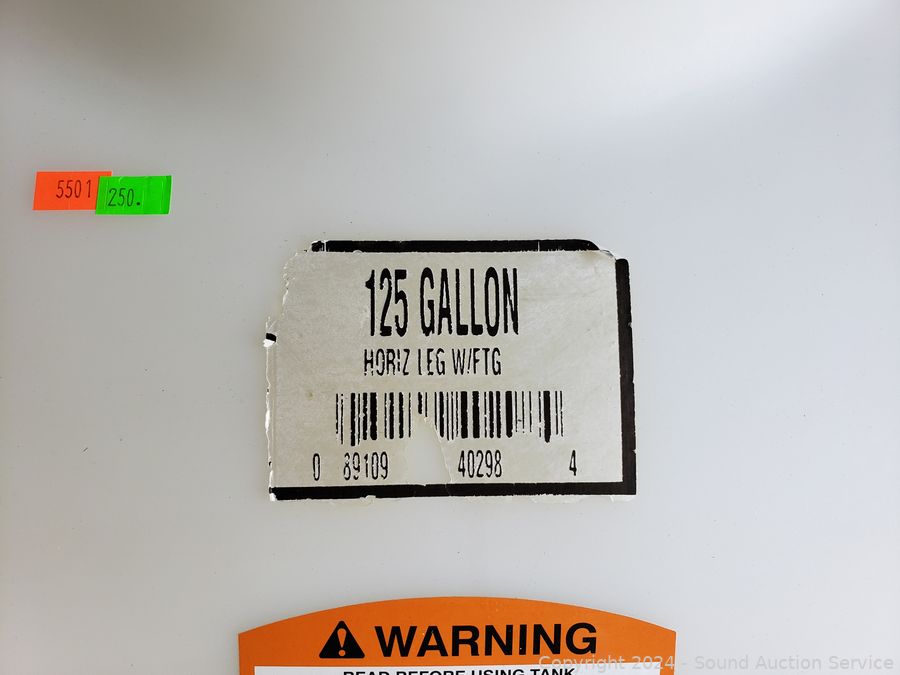 5501
250.
125 GALLON
HORIZ LEG W/FTG
0 89109 40298 4
WARNING
READ BEFORE USING TANK
Copyright 2024 - Sound Auction Service